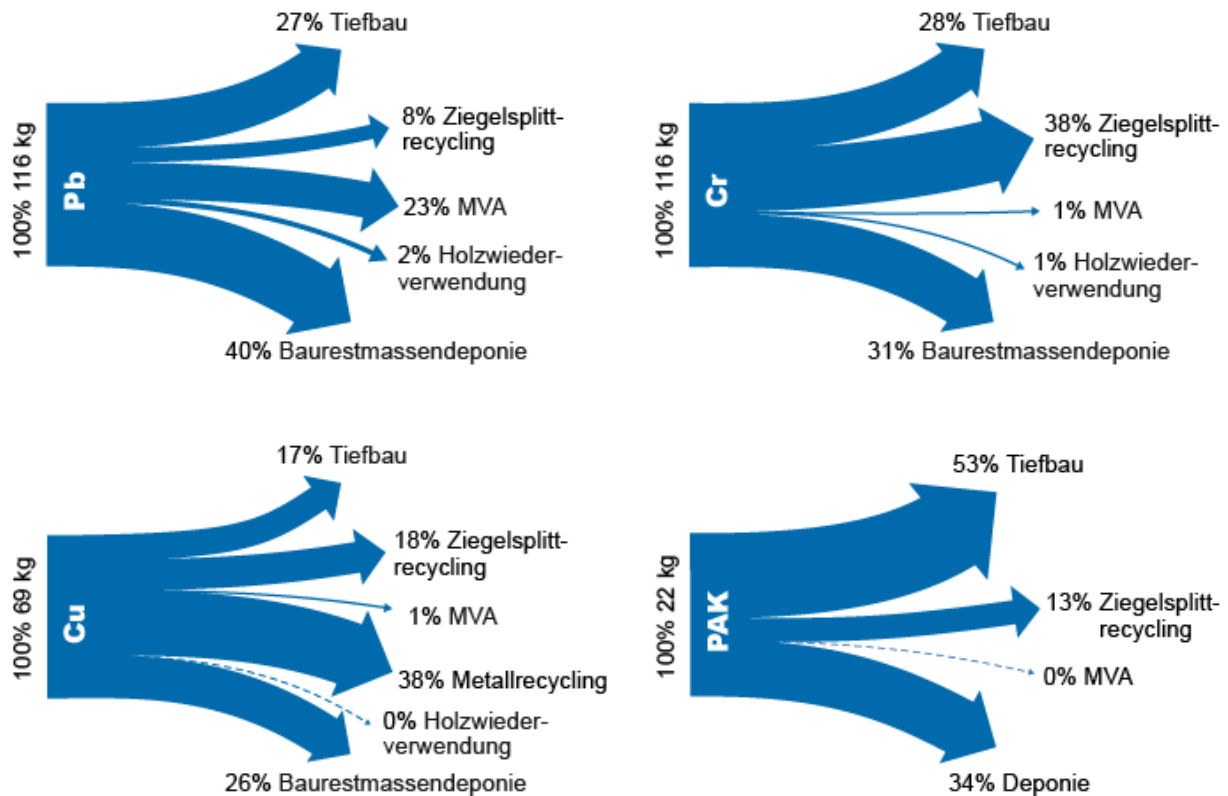 27% Tiefbau
100% 116 kg
Pb
8% Ziegelsplitt-
recycling
23% MVA
2% Holzwieder-
verwendung
40% Baurestmassendeponie
28% Tiefbau
100% 116 kg
Cr
38% Ziegelsplitt-
recycling
1% MVA
1% Holzwieder-
verwendung
31% Baurestmassendeponie
17% Tiefbau
100% 69 kg
Cu
18% Ziegelsplitt-
recycling
1% MVA
38% Metallrecycling
0% Holzwieder-
verwendung
26% Baurestmassendeponie
53% Tiefbau
100% 22 kg
PAK
13% Ziegelsplitt-
recycling
0% MVA
34% Deponie